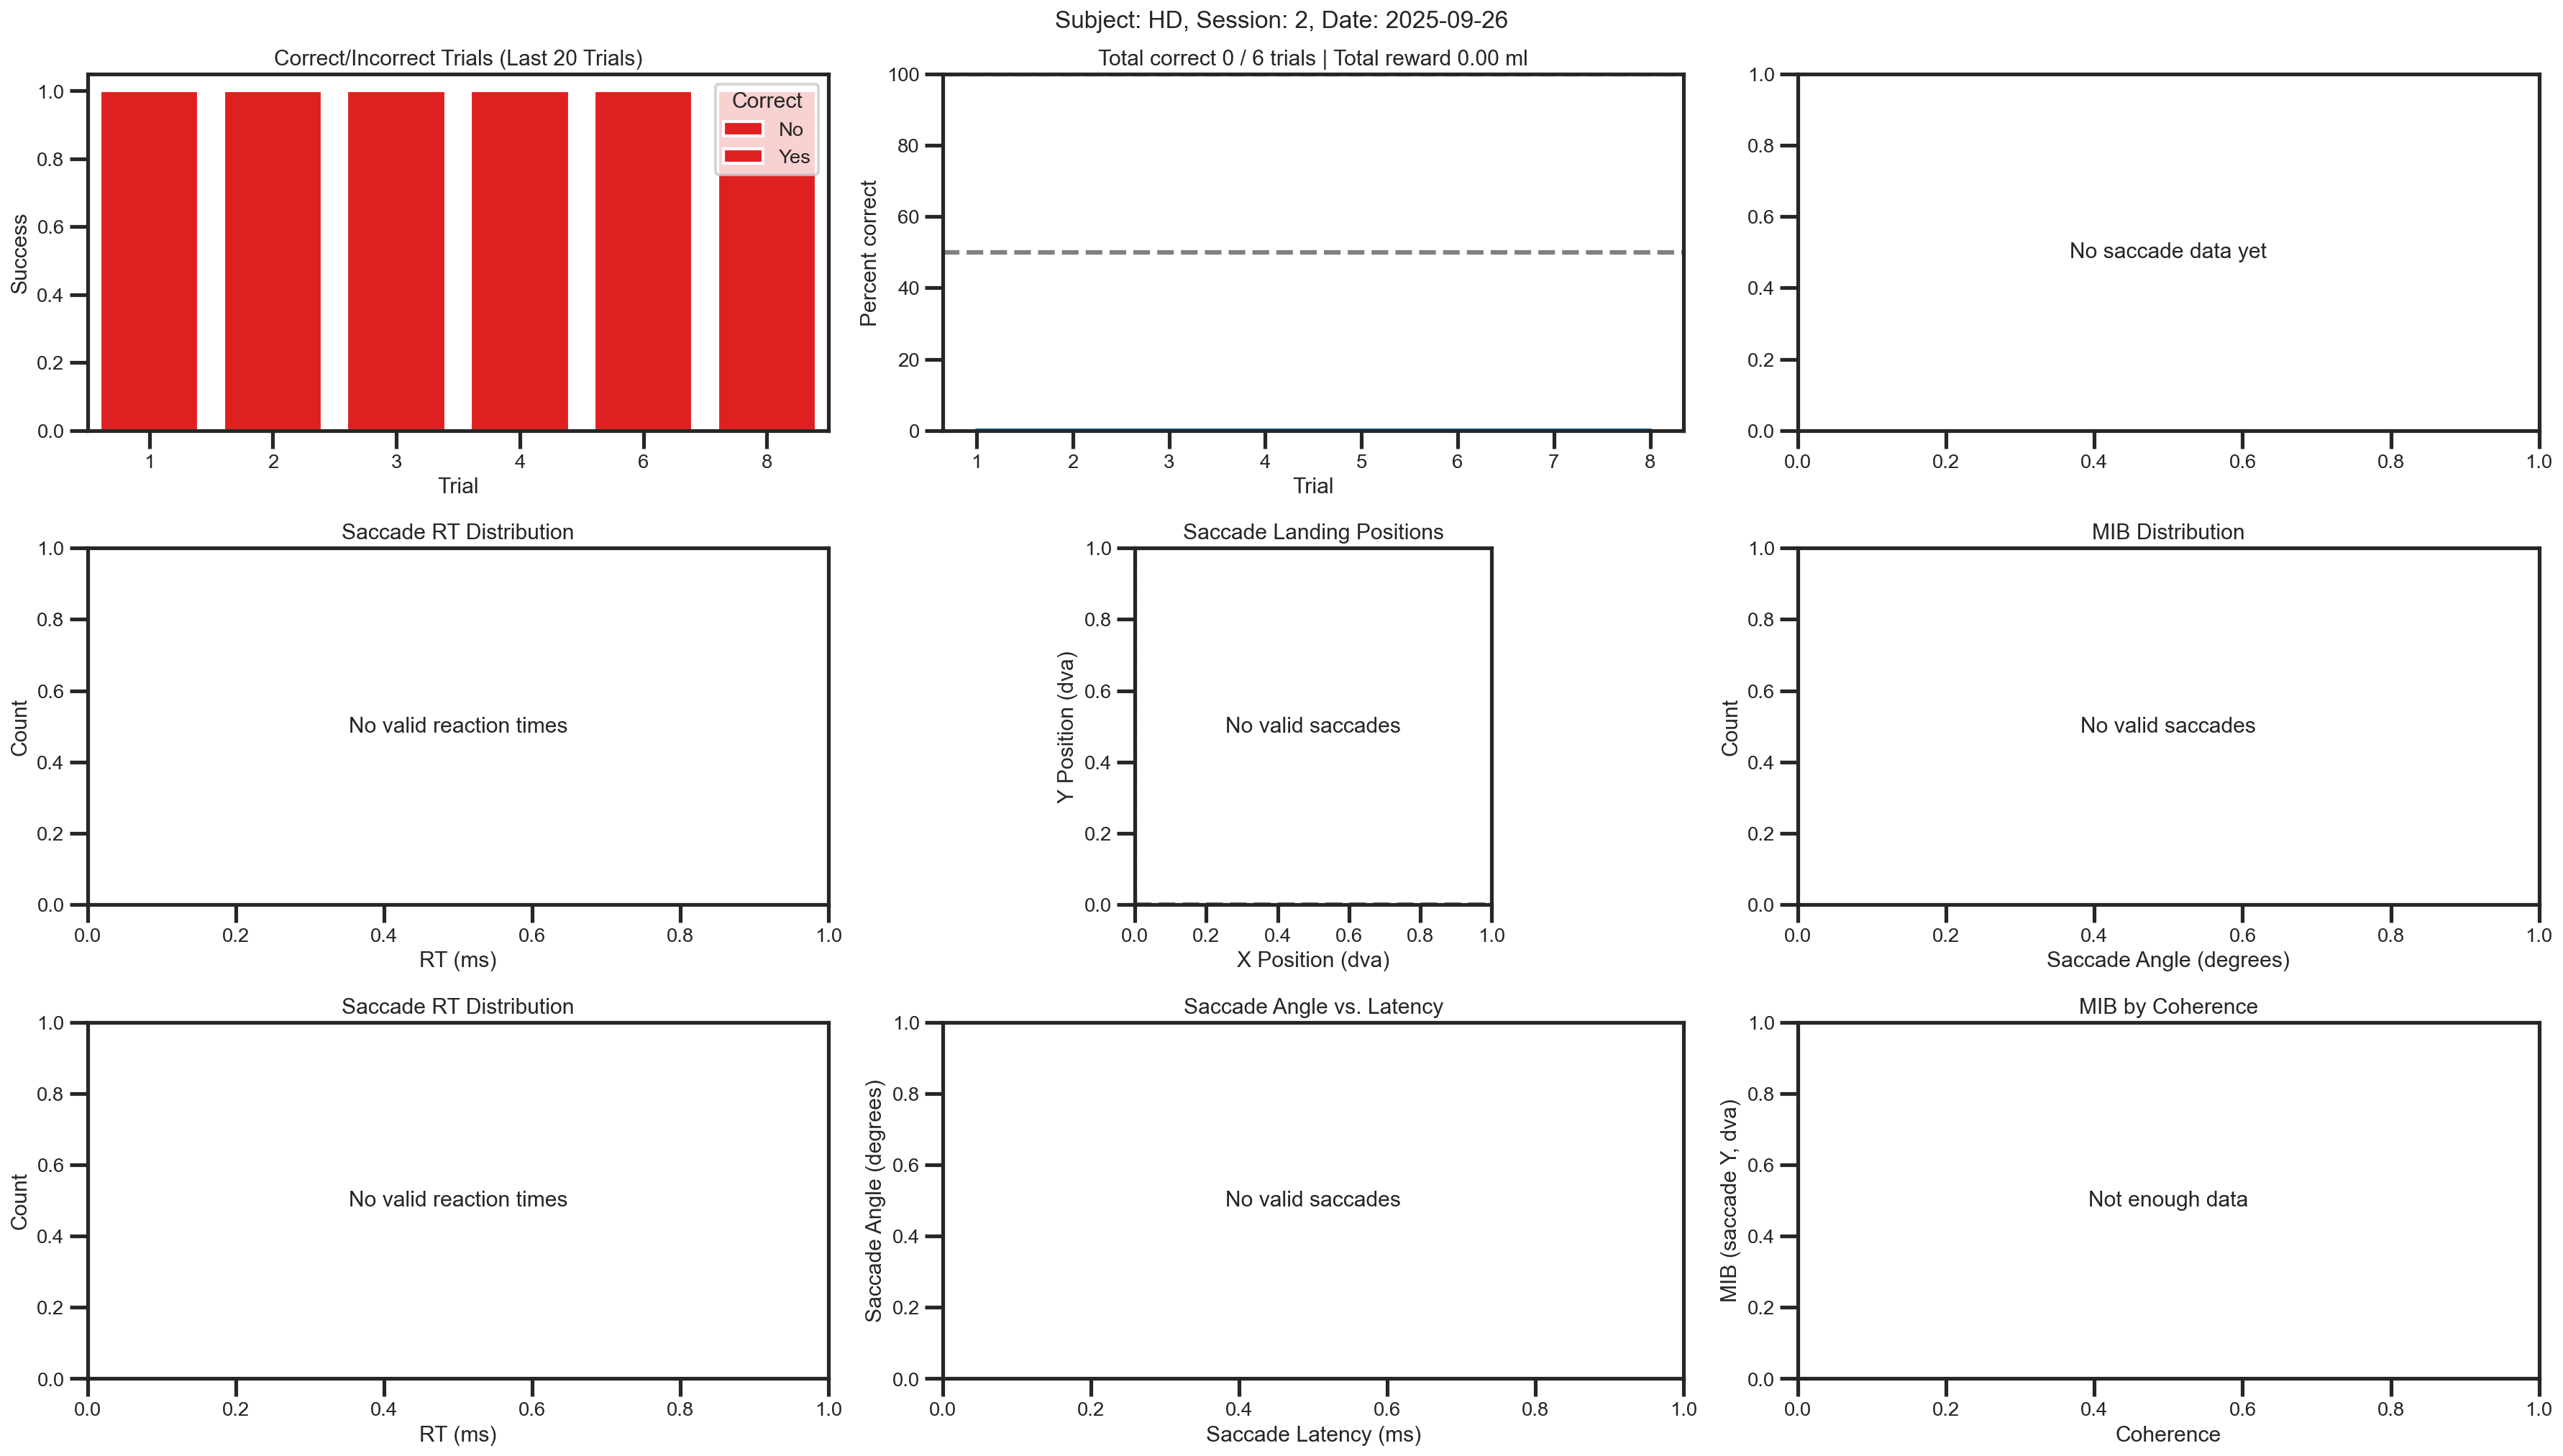 Subject: HD, Session: 2, Date: 2025-09-26
Correct/Incorrect Trials (Last 20 Trials)
Success
1.0
0.8
0.6
0.4
0.2
0.0
Correct
No
Yes
1 2 3 4 6 8
Trial
Total correct 0 / 6 trials | Total reward 0.00 ml
Percent correct
100
80
60
40
20
0
1 2 3 4 5 6 7 8
Trial
1.0
0.8
0.6
0.4
0.2
0.0
No saccade data yet
0.0 0.2 0.4 0.6 0.8 1.0
Saccade RT Distribution
Count
1.0
0.8
0.6
0.4
0.2
0.0
No valid reaction times
0.0 0.2 0.4 0.6 0.8 1.0
RT (ms)
Saccade Landing Positions
Y Position (dva)
1.0
0.8
0.6
0.4
0.2
0.0
No valid saccades
0.0 0.2 0.4 0.6 0.8 1.0
X Position (dva)
MIB Distribution
Count
1.0
0.8
0.6
0.4
0.2
0.0
No valid saccades
0.0 0.2 0.4 0.6 0.8 1.0
Saccade Angle (degrees)
Saccade RT Distribution
Count
1.0
0.8
0.6
0.4
0.2
0.0
No valid reaction times
0.0 0.2 0.4 0.6 0.8 1.0
RT (ms)
Saccade Angle vs. Latency
Saccade Angle (degrees)
1.0
0.8
0.6
0.4
0.2
0.0
No valid saccades
0.0 0.2 0.4 0.6 0.8 1.0
Saccade Latency (ms)
MIB by Coherence
MIB (saccade Y, dva)
1.0
0.8
0.6
0.4
0.2
0.0
Not enough data
0.0 0.2 0.4 0.6 0.8 1.0
Coherence